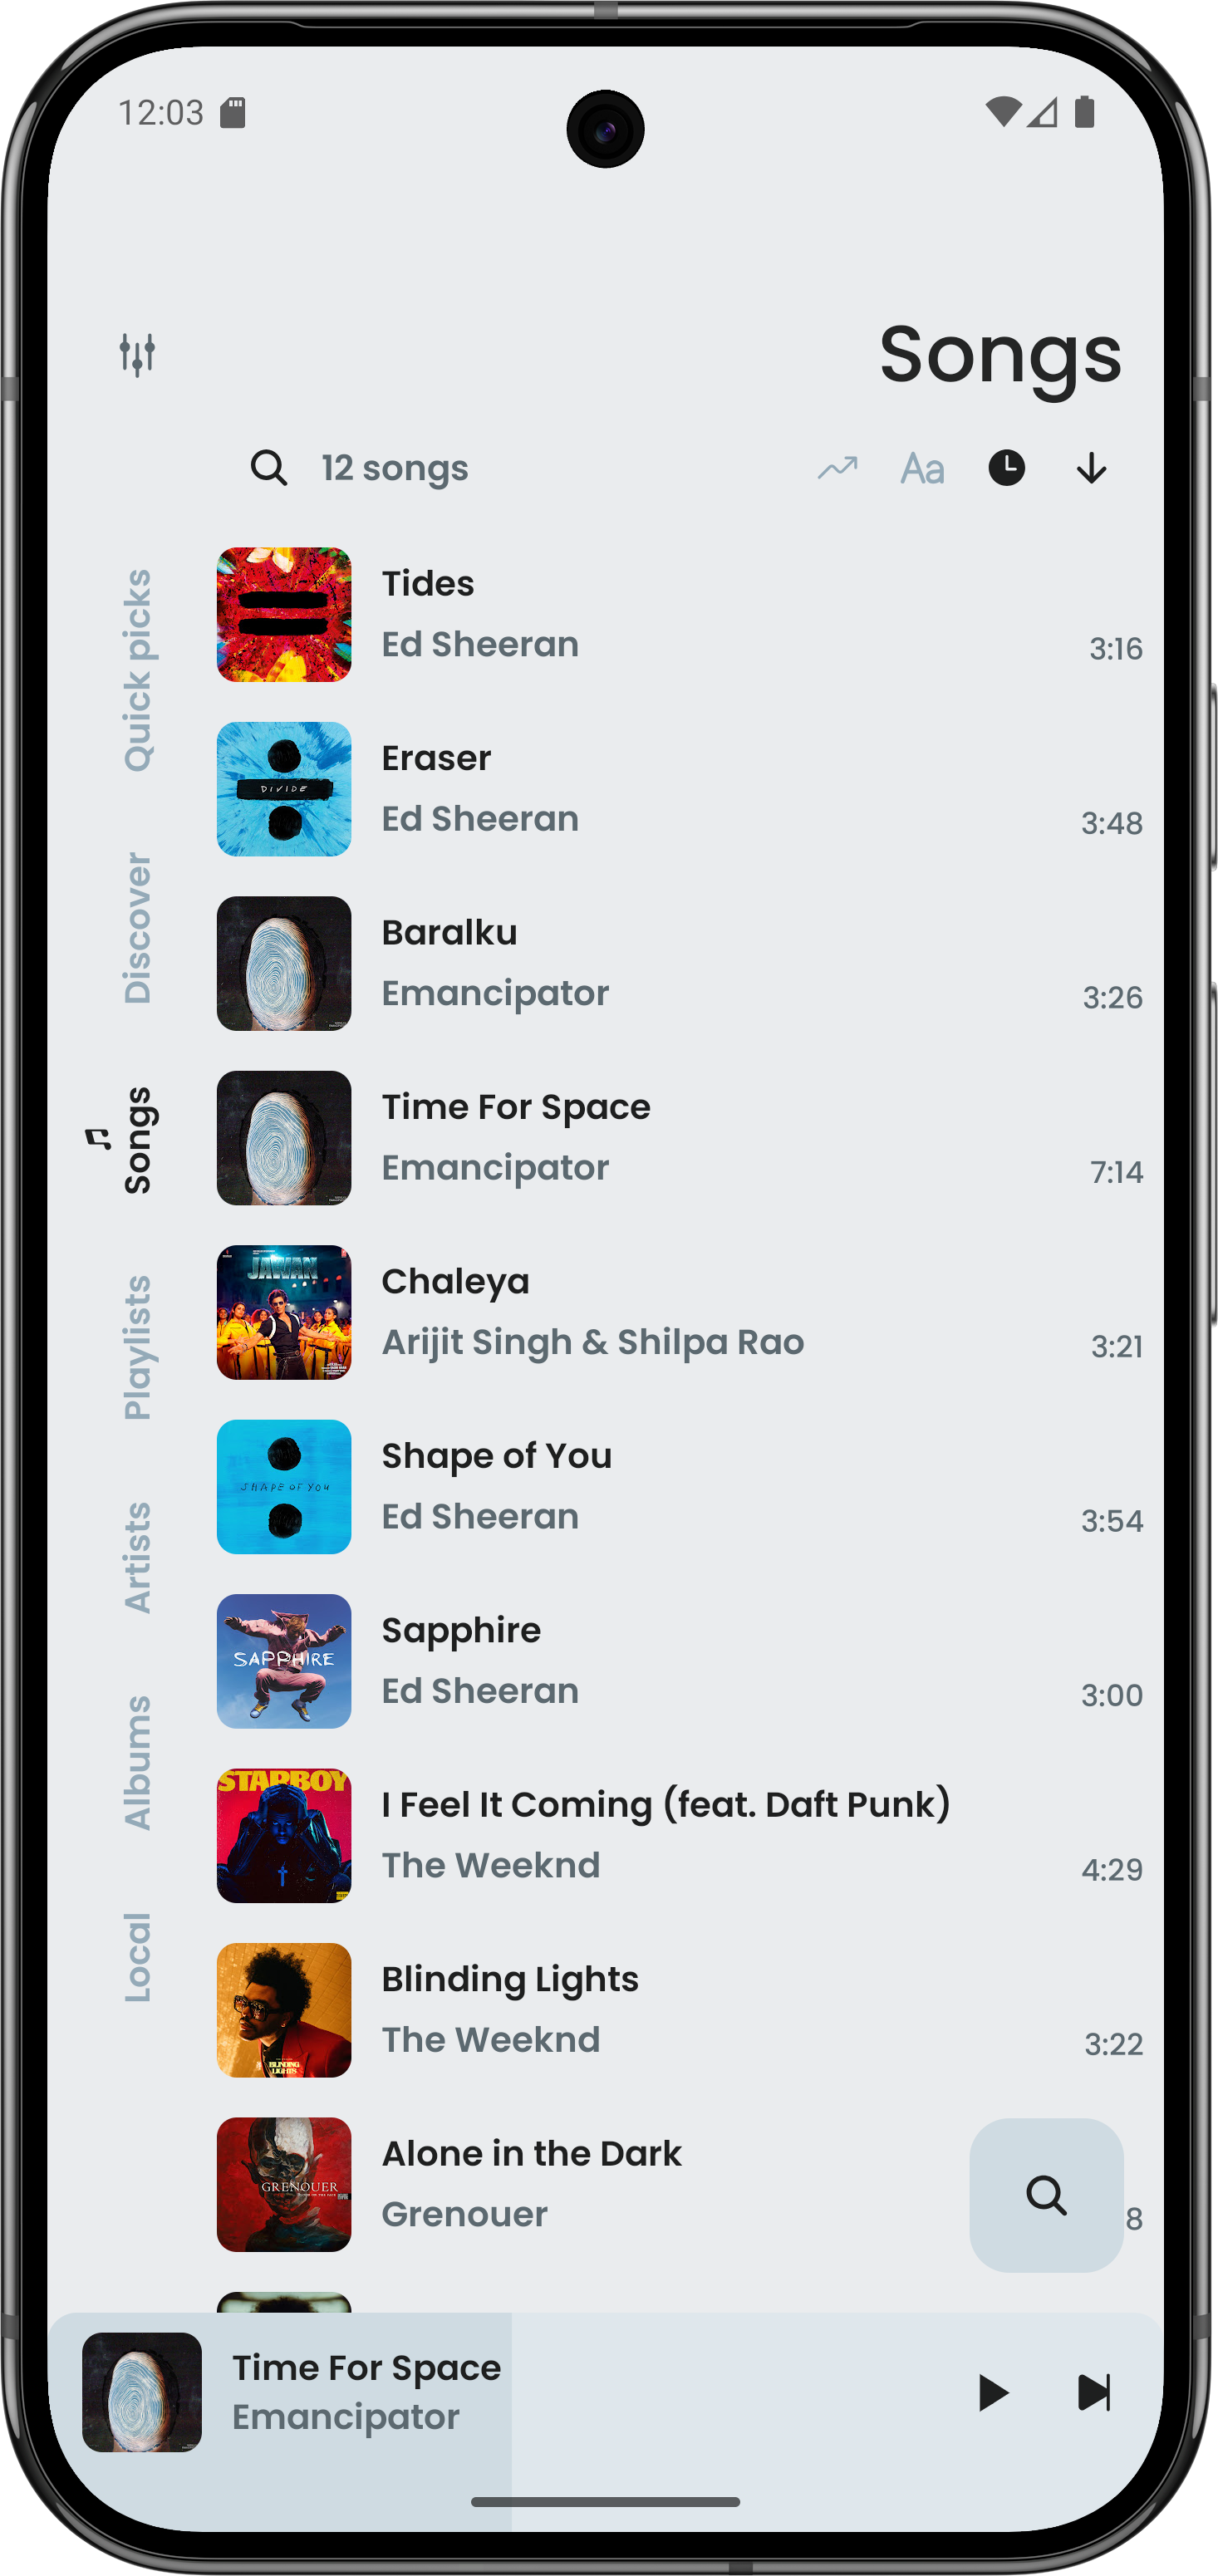 12:03
Songs
12 songs
Aa
Quick picks
Discover
Songs
Playlists
Artists
Albums
Local
Tides
Ed Sheeran
3:16
DIVIDE
Eraser
Ed Sheeran
3:48
Baralku
Emancipator
3:26
Time For Space
Emancipator
7:14
JAWAN
Chaleya
Arijit Singh & Shilpa Rao
3:21
SHAPE OF YOU
Shape of You
Ed Sheeran
3:54
SAPPHIRE
Sapphire
Ed Sheeran
3:00
STARBOY
I Feel It Coming (feat. Daft Punk)
The Weeknd
4:29
BLINDING
LIGHTS
Blinding Lights
The Weeknd
3:22
GRENOUER
Alone in the Dark
Grenouer
8
Time For Space
Emancipator